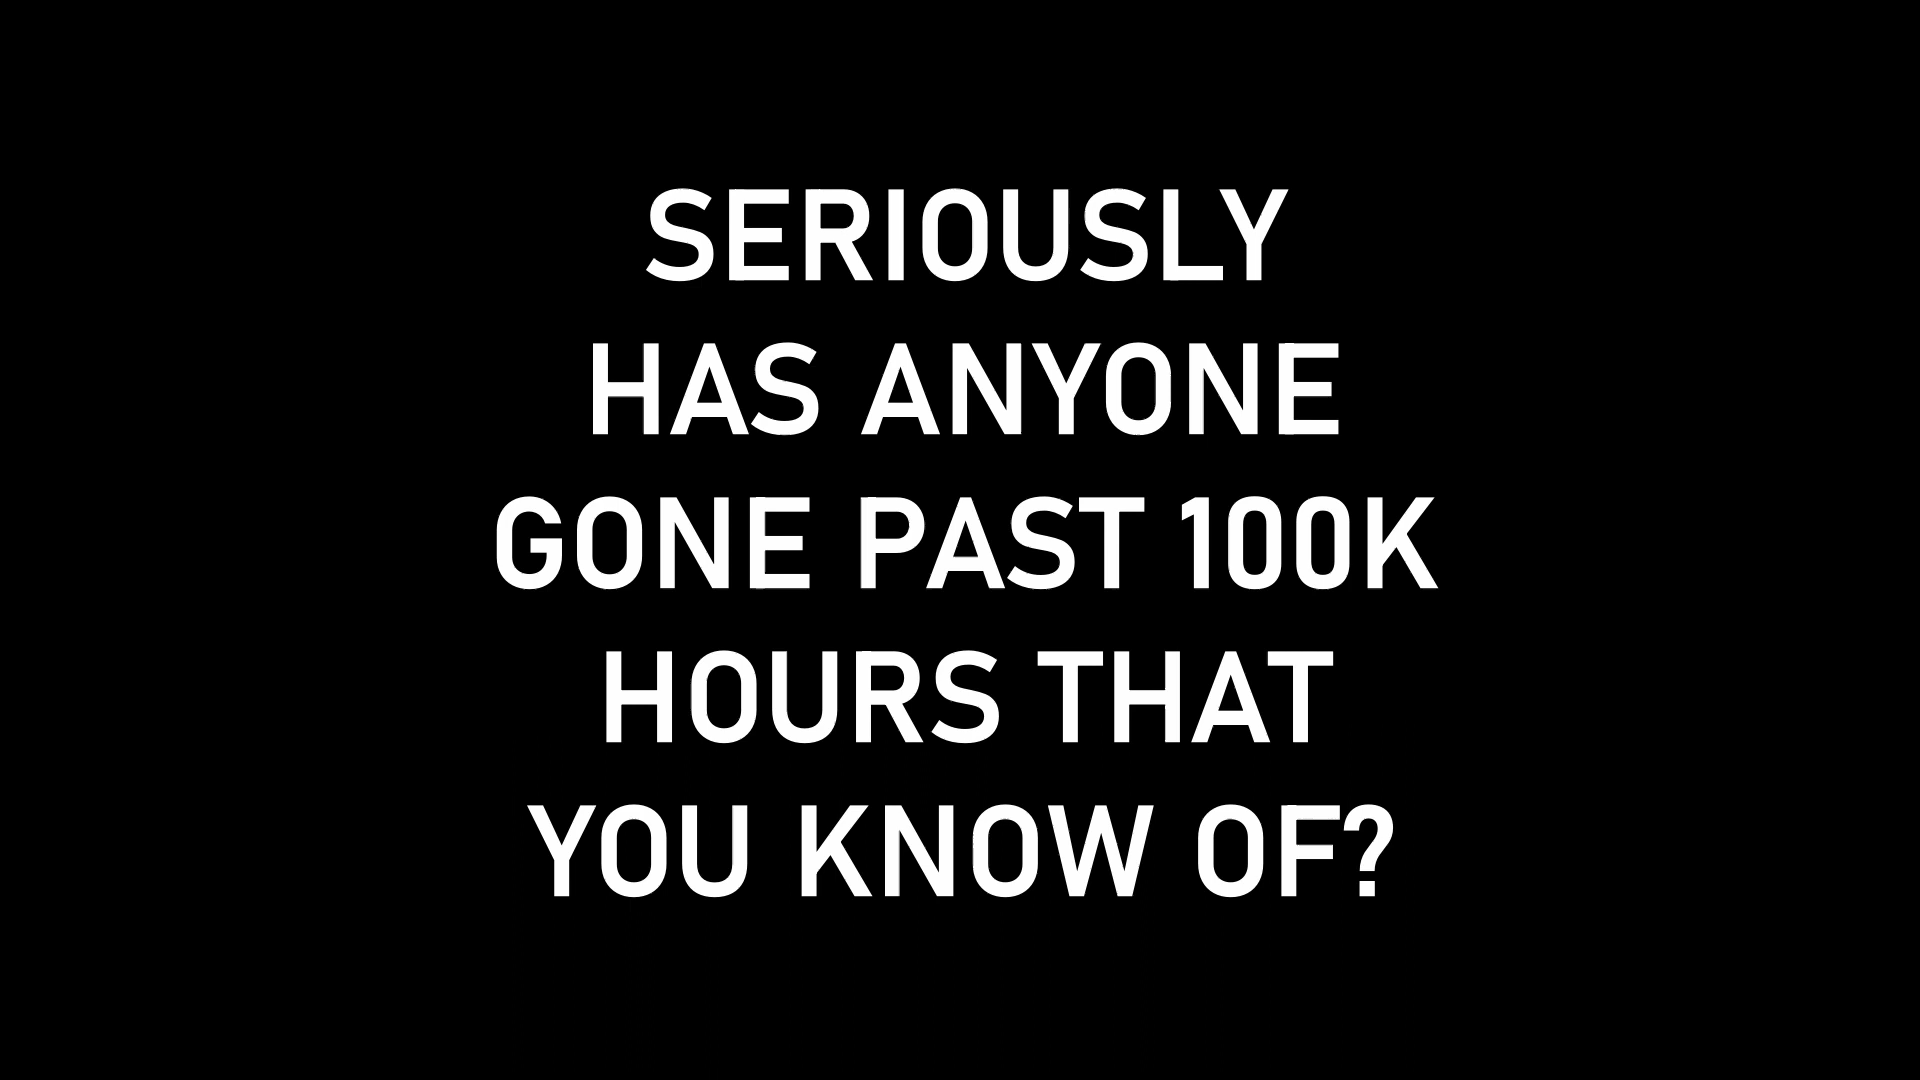 SERIOUSLY
HAS ANYONE
GONE PAST 100K
HOURS THAT
YOU KNOW OF?